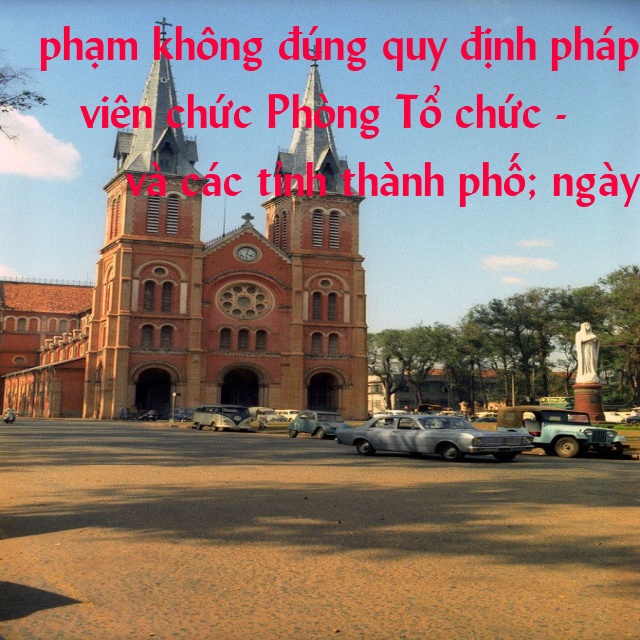 phạm không đúng quy định pháp
viên chức Phòng Tổ chức -
và các tỉnh thành phố; ngày